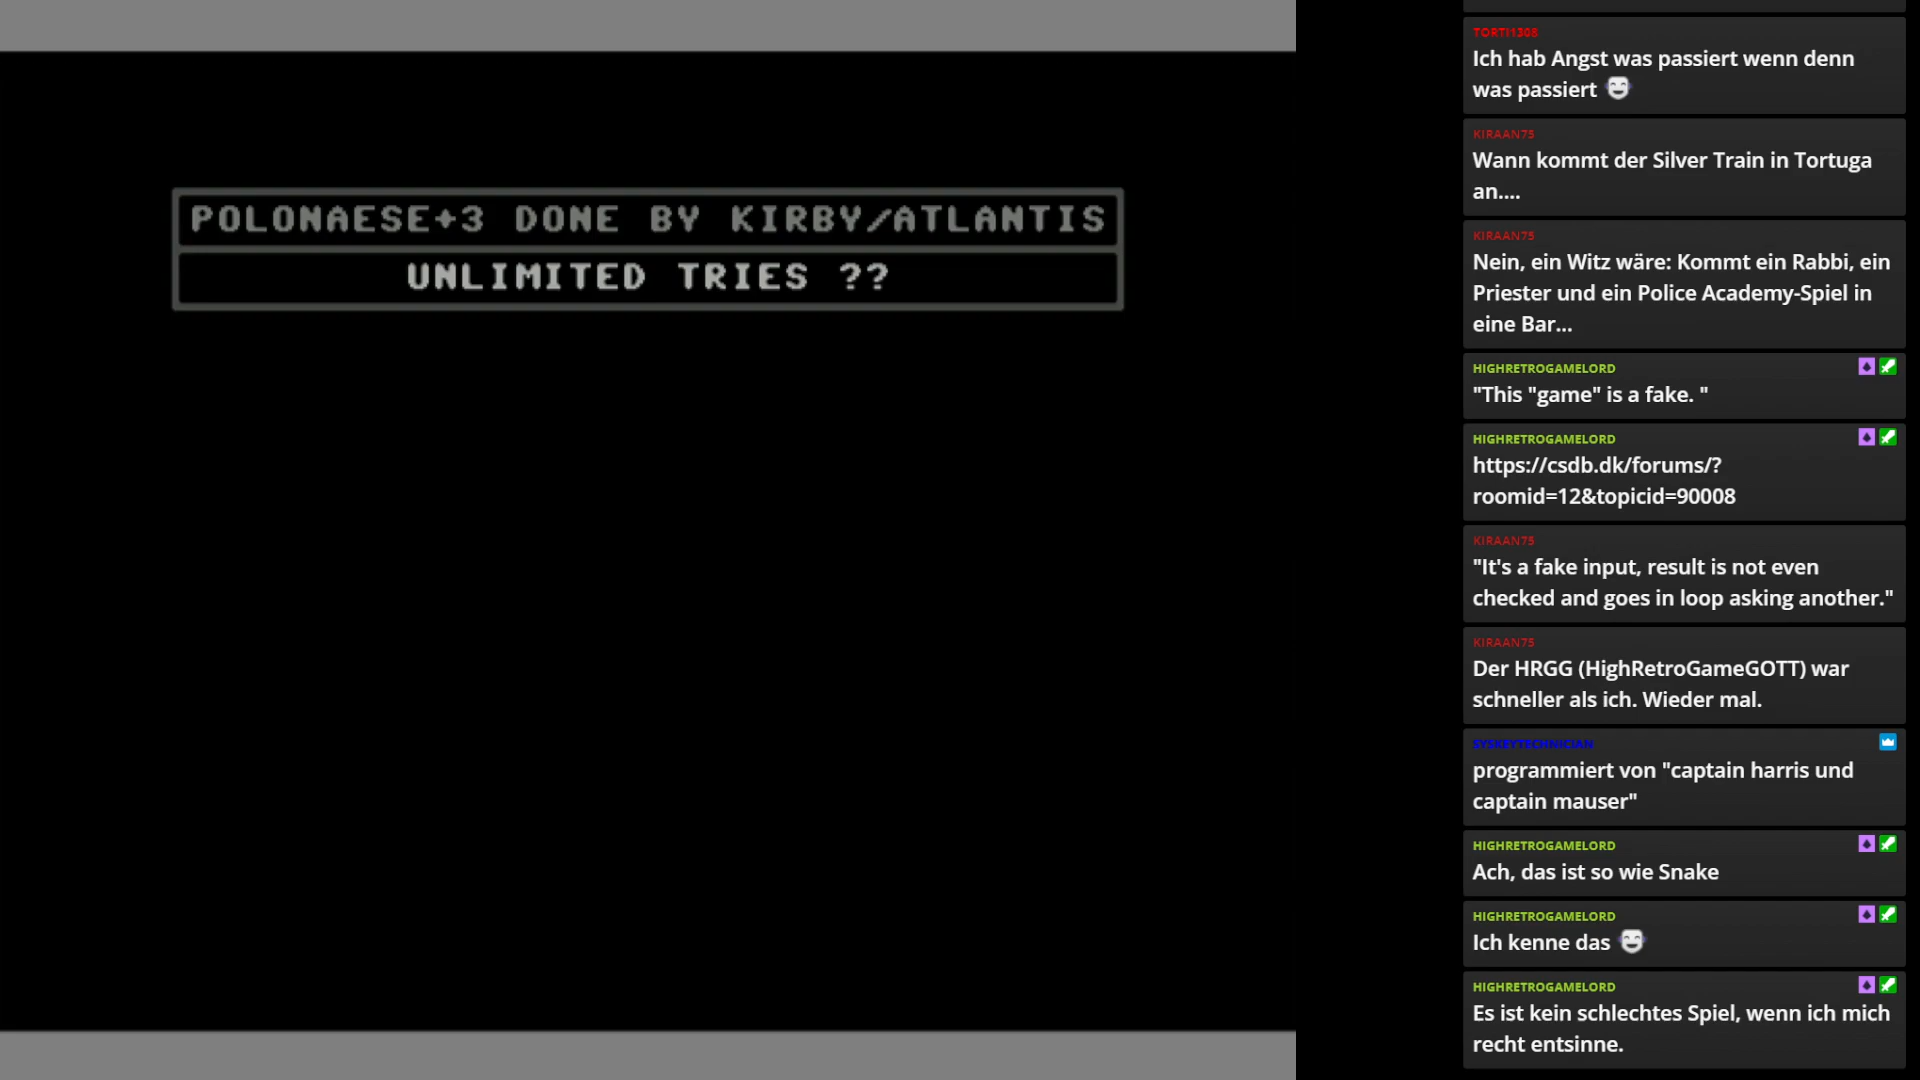 POLONAESE+3 DONE BY KIRBY/ATLANTIS
UNLIMITED TRIES ??
TORTI1308
Ich hab Angst was passiert wenn denn
was passiert
KIRAAN75
Wann kommt der Silver Train in Tortuga
an....
KIRAAN75
Nein, ein Witz wäre: Kommt ein Rabbi, ein
Priester und ein Police Academy-Spiel in
eine Bar...
HIGHRETROGAMELORD
"This "game" is a fake. "
HIGHRETROGAMELORD
https://csdb.dk/forums/?
roomid=12&topicid=90008
KIRAAN75
"It's a fake input, result is not even
checked and goes in loop asking another."
KIRAAN75
Der HRGG (HighRetroGameGOTT) war
schneller als ich. Wieder mal.
SYSKEYTECHNICIAN
programmiert von "captain harris und
captain mauser"
HIGHRETROGAMELORD
Ach, das ist so wie Snake
HIGHRETROGAMELORD
Ich kenne das
HIGHRETROGAMELORD
Es ist kein schlechtes Spiel, wenn ich mich
recht entsinne.